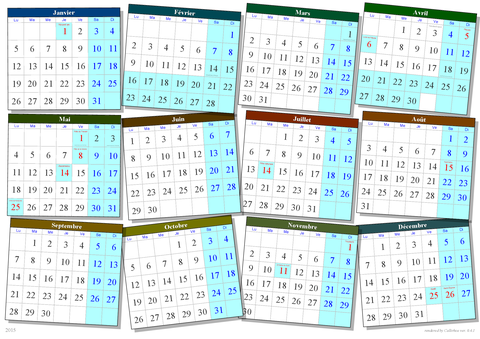 Janvier
Lu Ma Me Je Ve Sa Di
1 2 3 4
5 6 7 8 9 10 11
12 13 14 15 16 17 18
19 20 21 22 23 24 25
26 27 28 29 30 31
Février
Lu Ma Me Je Ve Sa Di
1
2 3 4 5 6 7 8
9 10 11 12 13 14 15
16 17 18 19 20 21 22
23 24 25 26 27 28
Mars
Lu Ma Me Je Ve Sa Di
1
2 3 4 5 6 7 8
9 10 11 12 13 14 15
16 17 18 19 20 21 22
23 24 25 26 27 28 29
30 31
Avril
Lu Ma Me Je Ve Sa Di
1 2 3 4 5
6 7 8 9 10 11 12
13 14 15 16 17 18 19
20 21 22 23 24 25 26
27 28 29 30
Mai
Lu Ma Me Je Ve Sa Di
1 2 3
4 5 6 7 8 9 10
11 12 13 14 15 16 17
18 19 20 21 22 23 24
25 26 27 28 29 30 31
Juin
Lu Ma Me Je Ve Sa Di
1 2 3 4 5 6 7
8 9 10 11 12 13 14
15 16 17 18 19 20 21
22 23 24 25 26 27 28
29 30
Juillet
Lu Ma Me Je Ve Sa Di
1 2 3 4 5
6 7 8 9 10 11 12
13 14 15 16 17 18 19
20 21 22 23 24 25 26
27 28 29 30 31
Août
Lu Ma Me Je Ve Sa Di
1 2
3 4 5 6 7 8 9
10 11 12 13 14 15 16
17 18 19 20 21 22 23
24 25 26 27 28 29 30
31
Septembre
Lu Ma Me Je Ve Sa Di
1 2 3 4 5 6
7 8 9 10 11 12 13
14 15 16 17 18 19 20
21 22 23 24 25 26 27
28 29 30
Octobre
Lu Ma Me Je Ve Sa Di
1 2 3 4
5 6 7 8 9 10 11
12 13 14 15 16 17 18
19 20 21 22 23 24 25
26 27 28 29 30 31
Novembre
Lu Ma Me Je Ve Sa Di
1
2 3 4 5 6 7 8
9 10 11 12 13 14 15
16 17 18 19 20 21 22
23 24 25 26 27 28 29
30
Décembre
Lu Ma Me Je Ve Sa Di
1 2 3 4 5 6
7 8 9 10 11 12 13
14 15 16 17 18 19 20
21 22 23 24 25 26 27
28 29 30 31